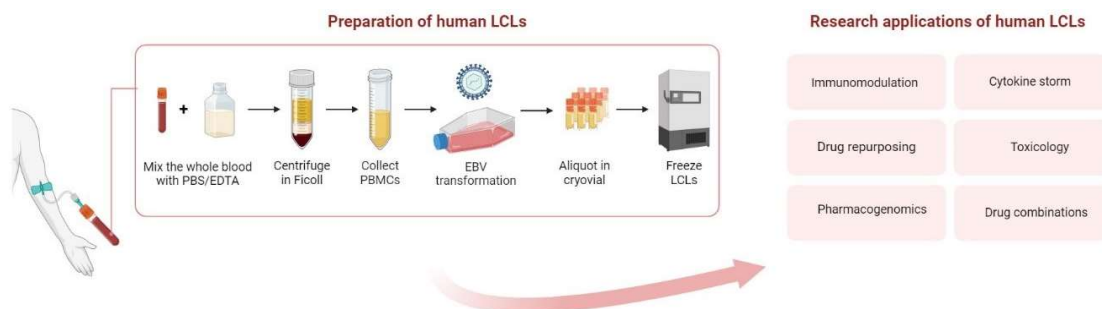 Preparation of human LCLs
Research applications of human LCLs
+
Mix the whole blood
with PBS/EDTA
Centrifuge
in Ficoll
Collect
PBMCs
EBV
transformation
Aliquot in
cryovial
Freeze
LCLs
Immunomodulation
Cytokine storm
Drug repurposing
Toxicology
Pharmacogenomics
Drug combinations